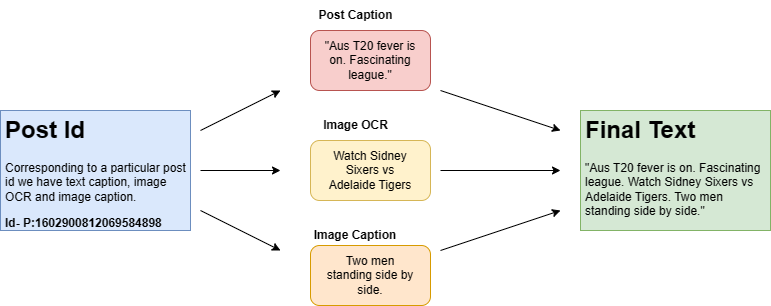 Post Caption
"Aus T20 fever is
on. Fascinating
league."
Post Id
Corresponding to a particular post
id we have text caption, image
OCR and image caption.
Id- P:1602900812069584898
Image OCR
Watch Sidney
Sixers vs
Adelaide Tigers
Image Caption
Two men
standing side by
side.
Final Text
"Aus T20 fever is on. Fascinating
league. Watch Sidney Sixers vs
Adelaide Tigers. Two men
standing side by side."